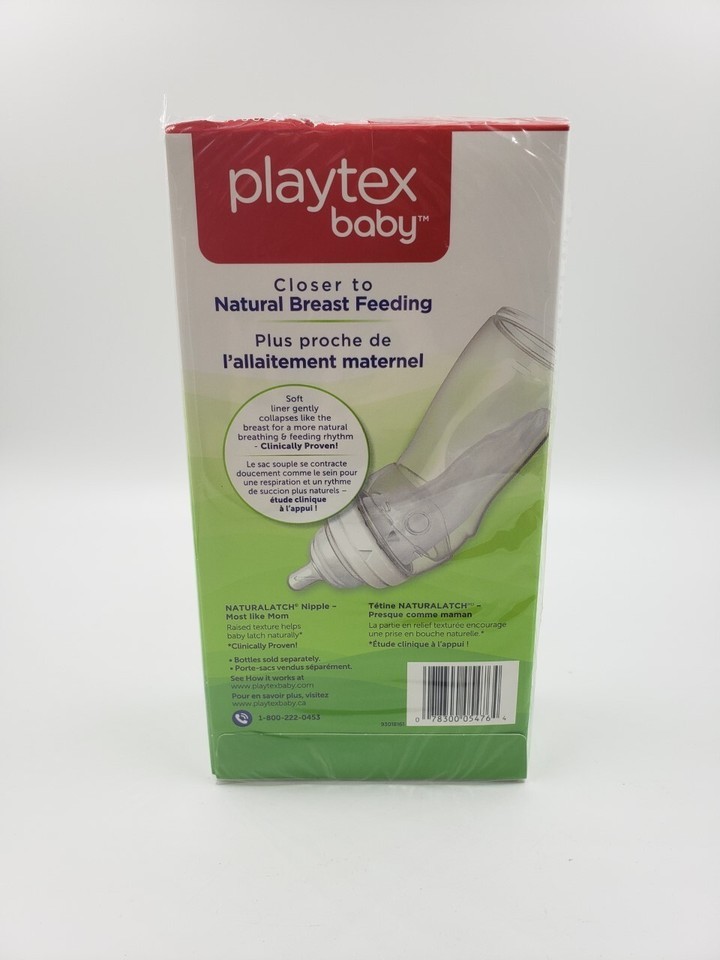 playtex
baby™
Closer to
Natural Breast Feeding
Plus proche de
l'allaitement maternel
Soft
liner gently
collapses like the
breast for a more natural
breathing & feeding rhythm
- Clinically Proven!
Le sac souple se contracte
doucement comme le sein pour
une respiration et un rythme
de succion plus naturels –
étude clinique
à l'appui !
NATURALATCH® Nipple –
Most like Mom
Raised texture helps
baby latch naturally*
*Clinically Proven!
• Bottles sold separately.
• Porte-sacs vendus séparément.
See How it works at
www.playtexbaby.com
Pour en savoir plus, visitez
www.playtexbaby.ca
1-800-222-0453
Tétine NATURALATCH –
Presque comme maman
La partie en relief texturée encourage
une prise en bouche naturelle.*
*Étude clinique à l'appui !
0 78300 05476 4